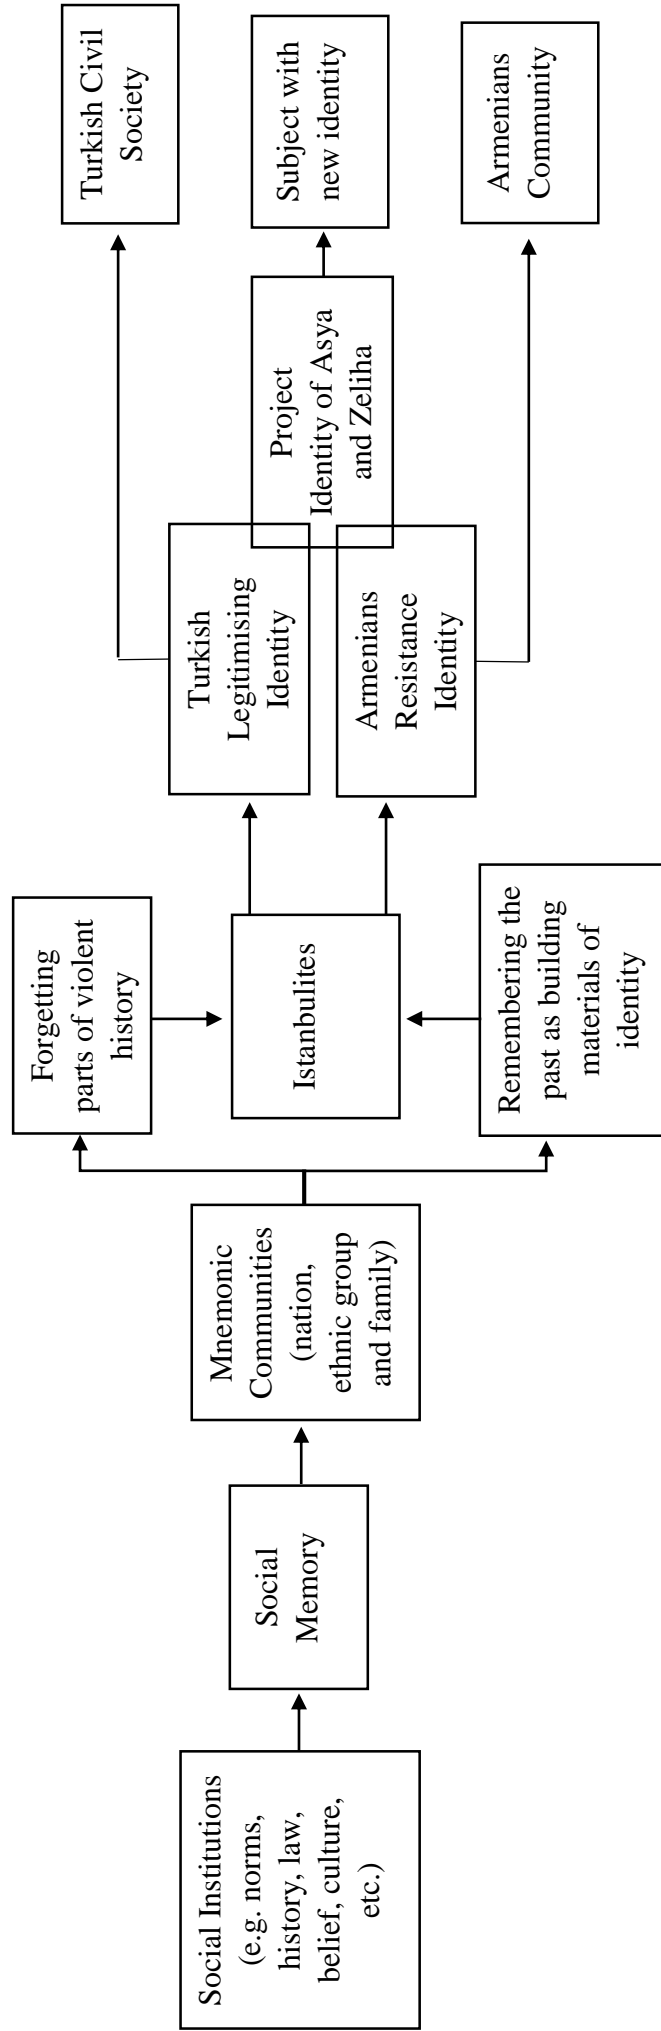 Social Institutions
(e.g. norms,
history, law,
belief, culture,
etc.)
Social
Memory
Mnemonic
Communities
(nation,
ethnic group
and family)
Forgetting
parts of violent
history
Istanbulites
Remembering the
past as building
materials of
identity
Turkish
Legitimising
Identity
Armenians
Resistance
Identity
Project
Identity of Asya
and Zeliha
Turkish Civil
Society
Subject with
new identity
Armenians
Community